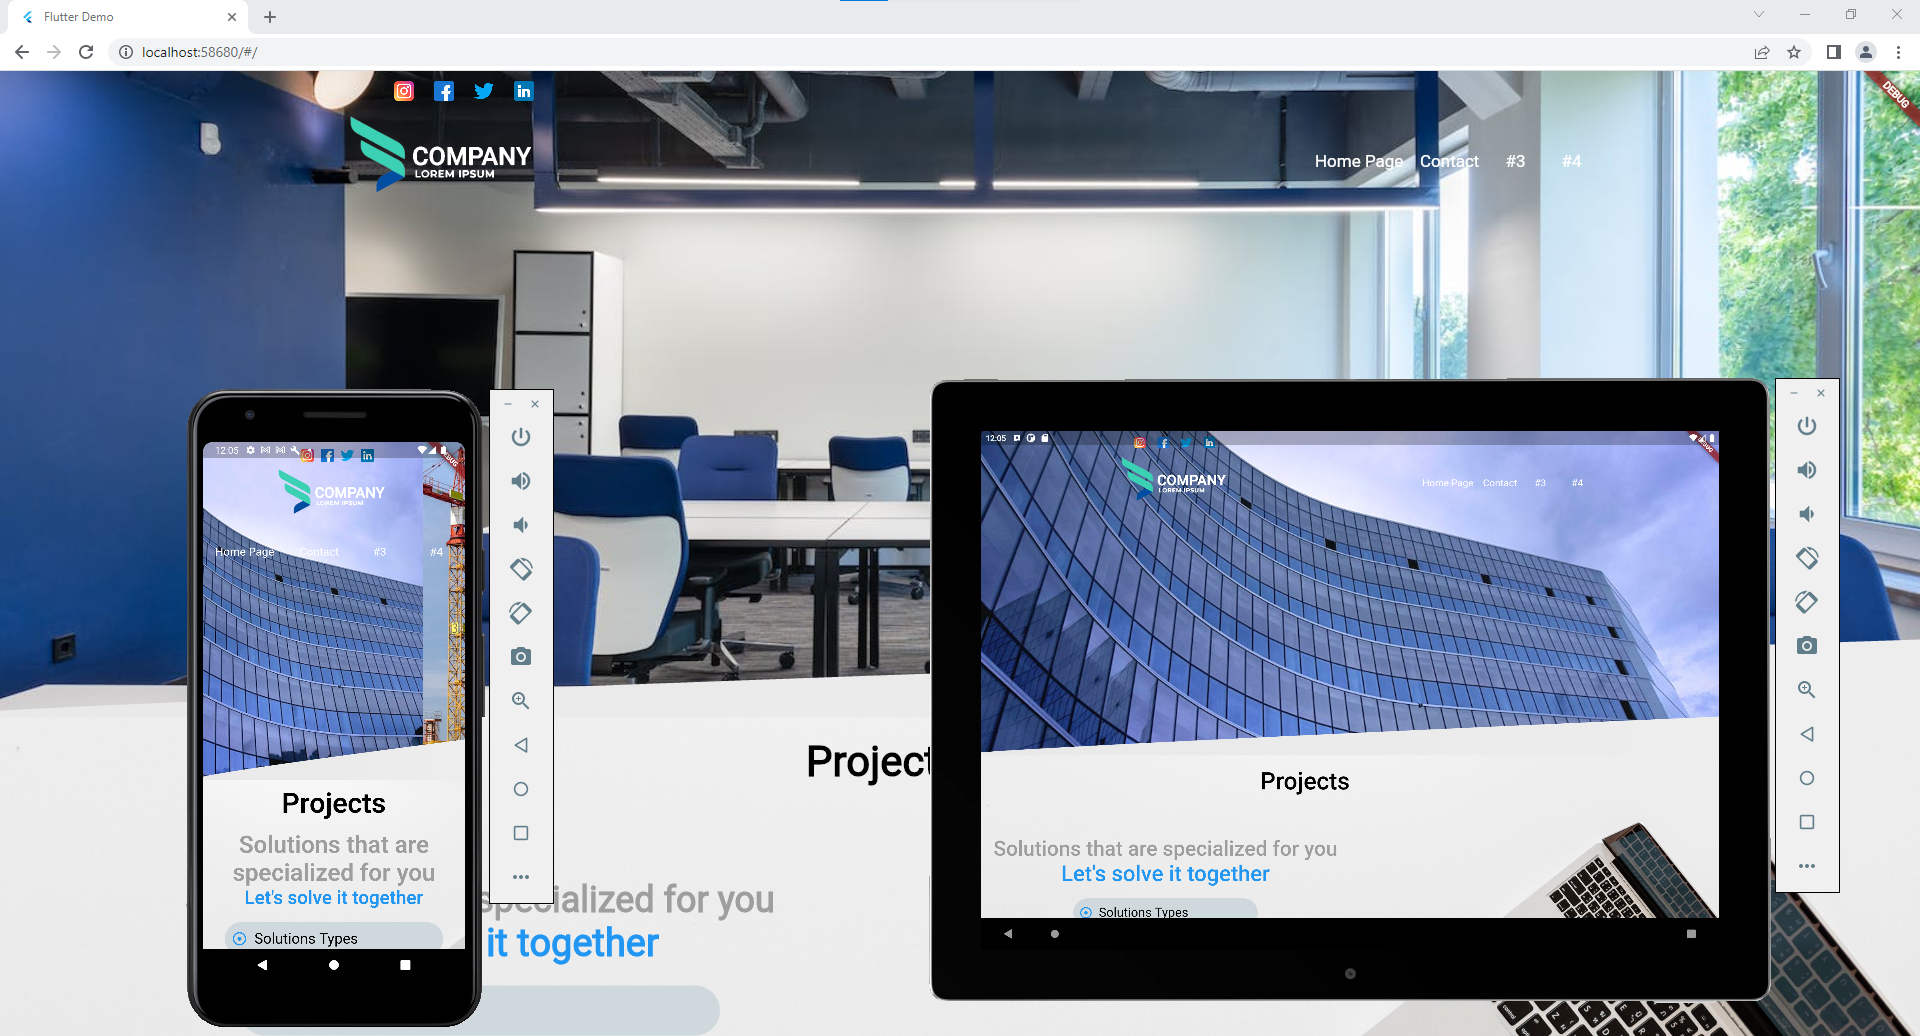 Flutter Demo
localhost:58680/#/
DEBUG
COMPANY
LOREM IPSUM
Home Page Contact #3 #4
Project
specialized for you
it together
12:05
COMPANY
LOREM IPSUM
Home Page Contact #3 #4
Projects
Solutions that are
specialized for you
Let's solve it together
Solutions Types
12:05
COMPANY
LOREM IPSUM
Home Page Contact #3 #4
Projects
Solutions that are specialized for you
Let's solve it together
Solutions Types